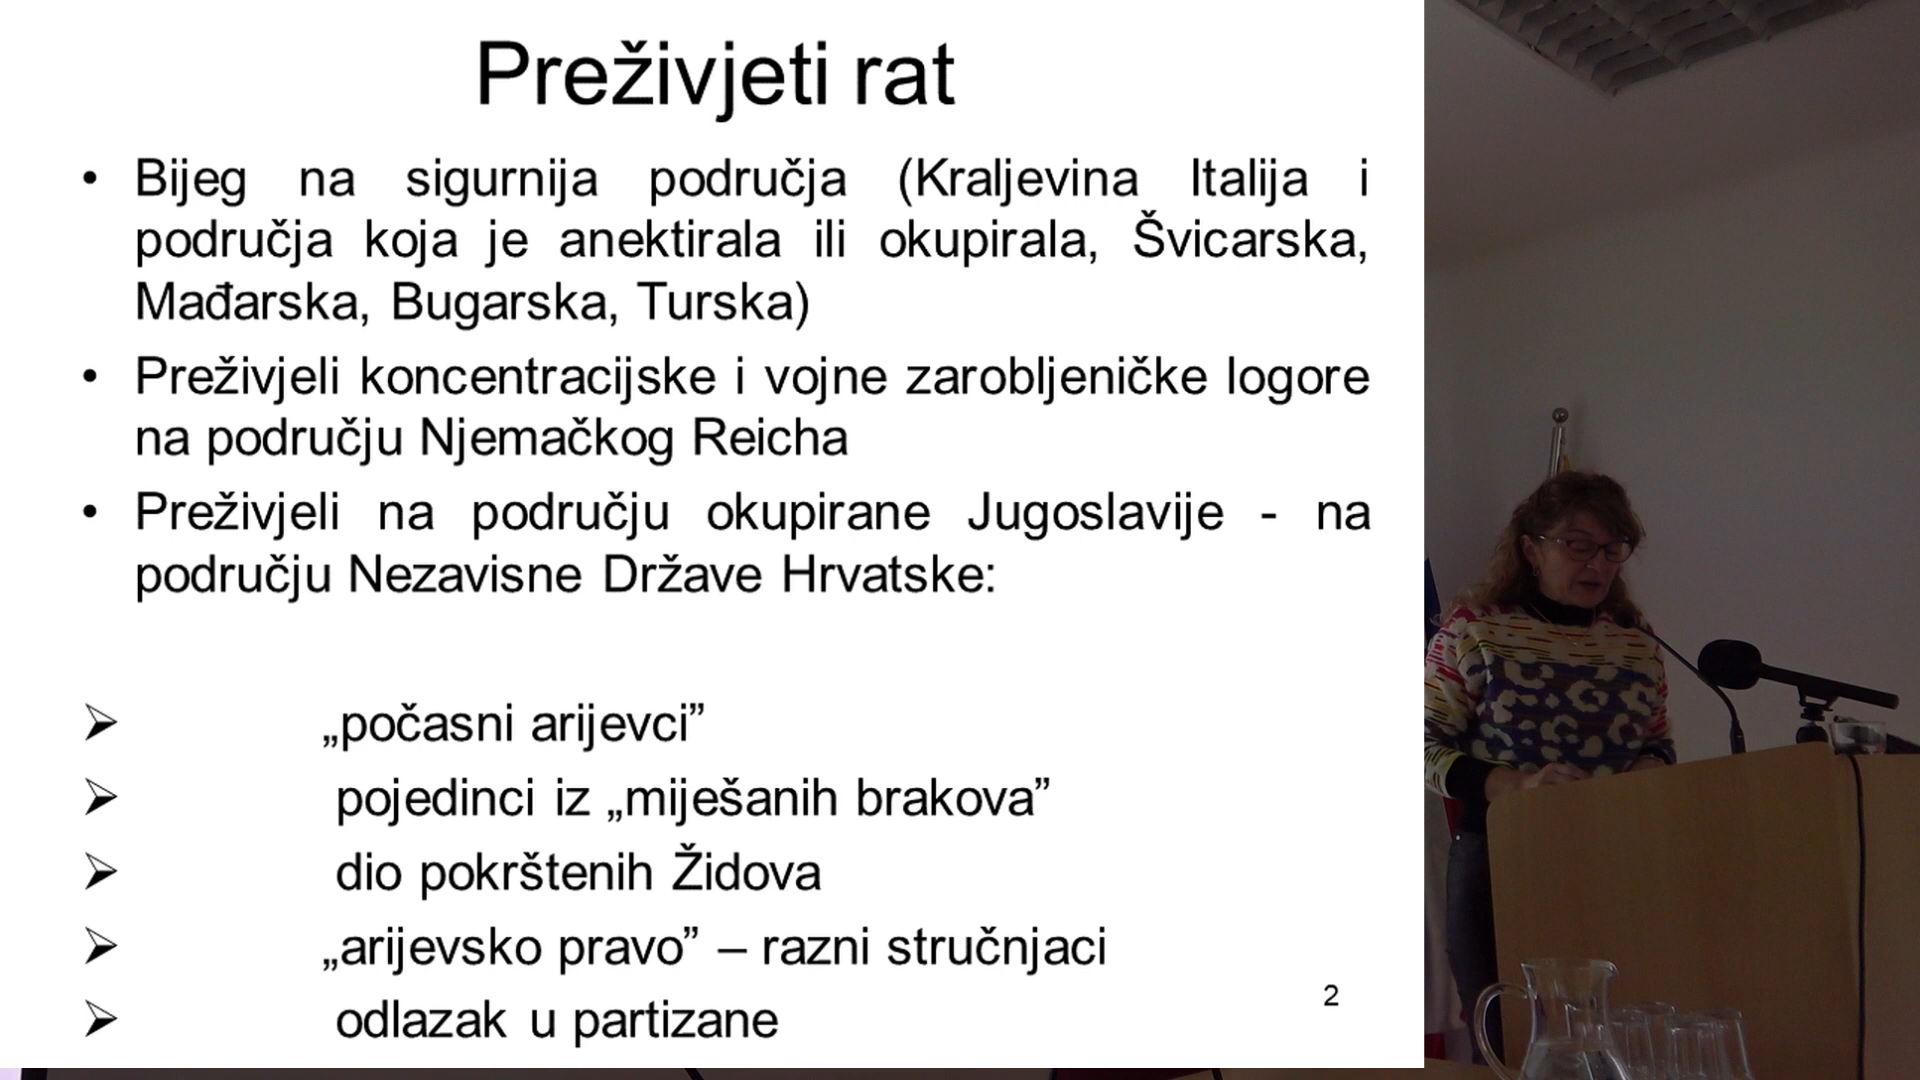 Preživjeti rat
• Bijeg na sigurnija područja (Kraljevina Italija i
područja koja je anektirala ili okupirala, Švicarska,
Mađarska, Bugarska, Turska)
• Preživjeli koncentracijske i vojne zarobljeničke logore
na području Njemačkog Reicha
• Preživjeli na području okupirane Jugoslavije - na
području Nezavisne Države Hrvatske:
➢ „počasni arijevci”
➢ pojedinci iz „miješanih brakova”
➢ dio pokrštenih Židova
➢ „arijevsko pravo” – razni stručnjaci
➢ odlazak u partizane
2